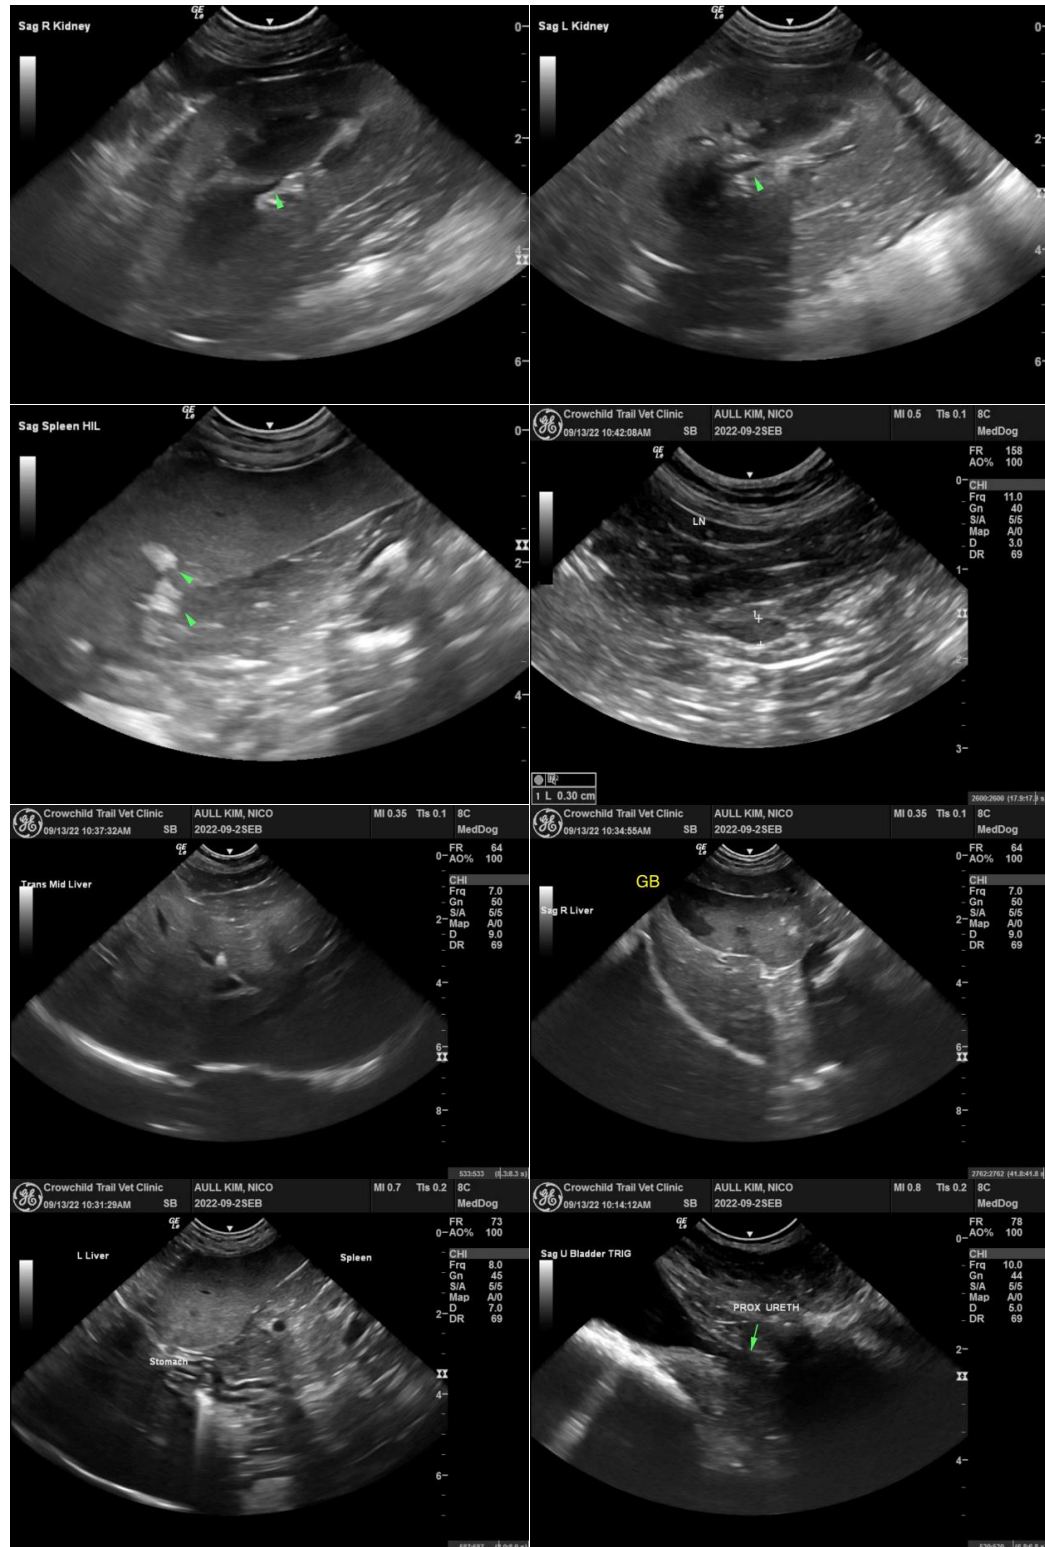 Sag R Kidney
GE
0
2
4
6
Sag L Kidney
GE
0
2
4
6
Sag Spleen HIL
GE
0
2
4
Crowchild Trail Vet Clinic AULL KIM, NICO MI 0.5 TIs 0.1 8C
09/13/22 10:42:08AM SB 2022-09-2SEB MedDog
FR 158
AO% 100
CHI
Frq 11.0
Gn 40
S/A 5/5
Map A/0
D 3.0
DR 69
GE
LN
0
1
2
3
1
1 L 0.30 cm
Crowchild Trail Vet Clinic AULL KIM, NICO MI 0.35 TIs 0.1 8C
09/13/22 10:37:32AM SB 2022-09-2SEB MedDog
FR 64
AO% 100
CHI
Frq 7.0
Gn 50
S/A 5/5
Map A/0
D 9.0
DR 69
GE
Trans Mid Liver
0
2
4
6
8
Crowchild Trail Vet Clinic AULL KIM, NICO MI 0.35 TIs 0.1 8C
09/13/22 10:34:55AM SB 2022-09-2SEB MedDog
FR 64
AO% 100
CHI
Frq 7.0
Gn 50
S/A 5/5
Map A/0
D 9.0
DR 69
GE
GB
Sag R Liver
0
2
4
6
8
Crowchild Trail Vet Clinic AULL KIM, NICO MI 0.7 TIs 0.2 8C
09/13/22 10:31:29AM SB 2022-09-2SEB MedDog
FR 73
AO% 100
CHI
Frq 8.0
Gn 45
S/A 5/5
Map A/0
D 7.0
DR 69
GE
L Liver Spleen
Stomach
0
2
4
6
Crowchild Trail Vet Clinic AULL KIM, NICO MI 0.8 TIs 0.2 8C
09/13/22 10:14:12AM SB 2022-09-2SEB MedDog
FR 78
AO% 100
CHI
Frq 10.0
Gn 44
S/A 5/5
Map A/0
D 5.0
DR 69
GE
Sag U Bladder TRIG
PROX URETH
0
2
4